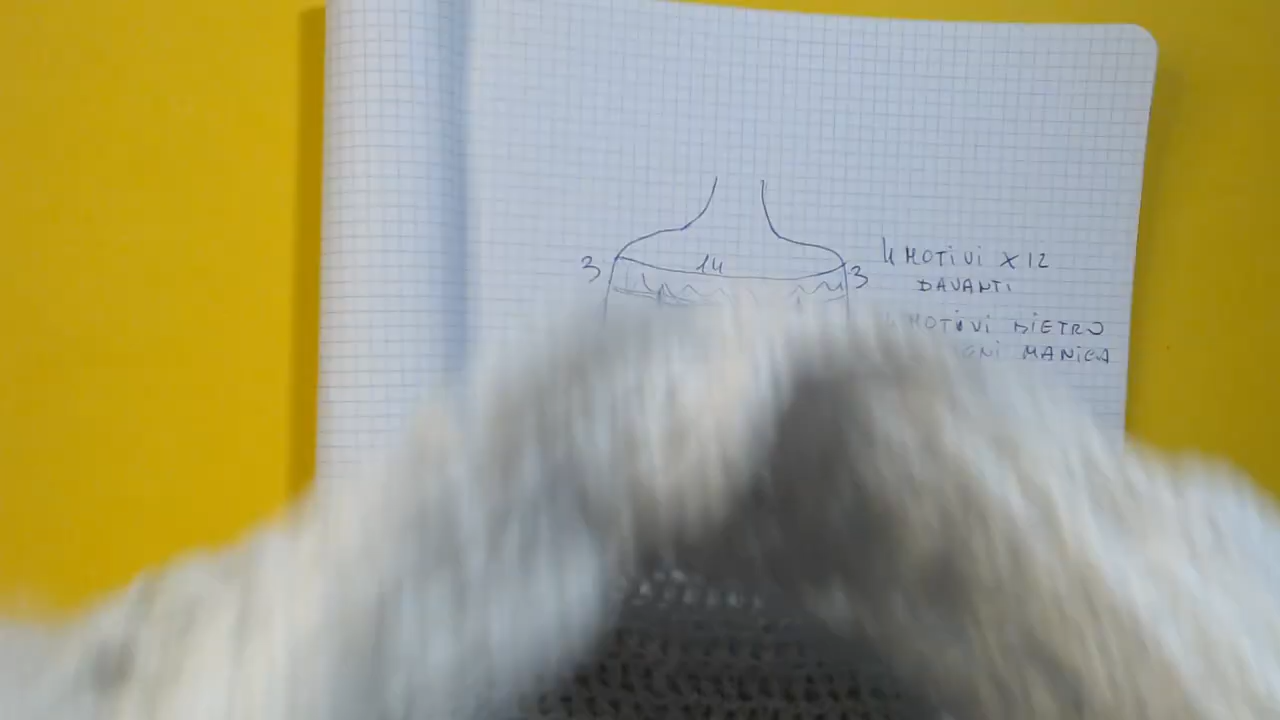 3
14
3
4 MOTIVI X 12
DAVANTI
MOTIVI DIETRO
MANICA